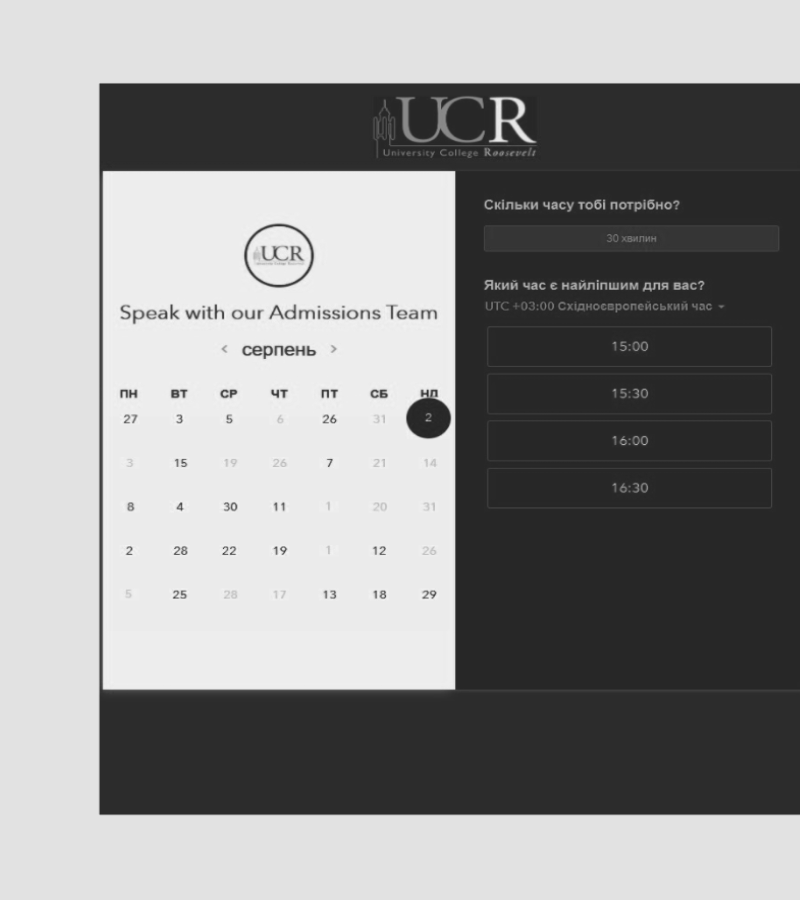 UCR
University College Roosevelt
UCR
Speak with our Admissions Team
< серпень >
ПН ВТ СР ЧТ ПТ СБ НД
27 3 5 6 26 31 2
3 15 19 26 7 21 14
8 4 30 11 1 20 31
2 28 22 19 1 12 26
5 25 28 17 13 18 29
Скільки часу тобі потрібно?
30 хвилин
Який час є найліпшим для вас?
UTC +03:00 Східноєвропейський час
15:00
15:30
16:00
16:30